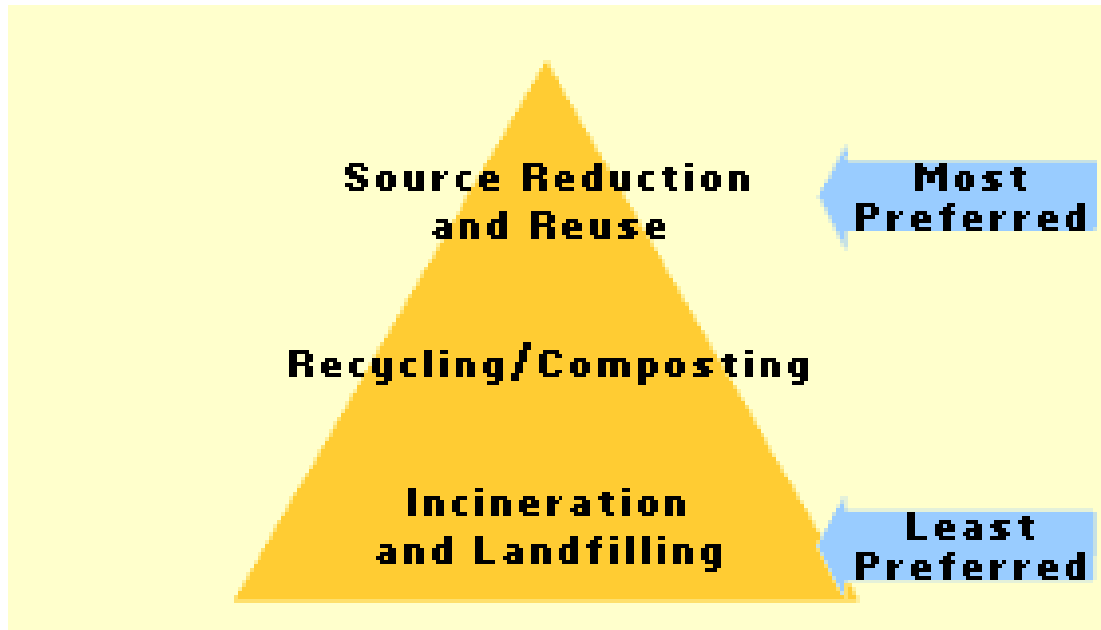 Source Reduction
and Reuse
Most
Preferred
Recycling/Composting
Incineration
and Landfilling
Least
Preferred